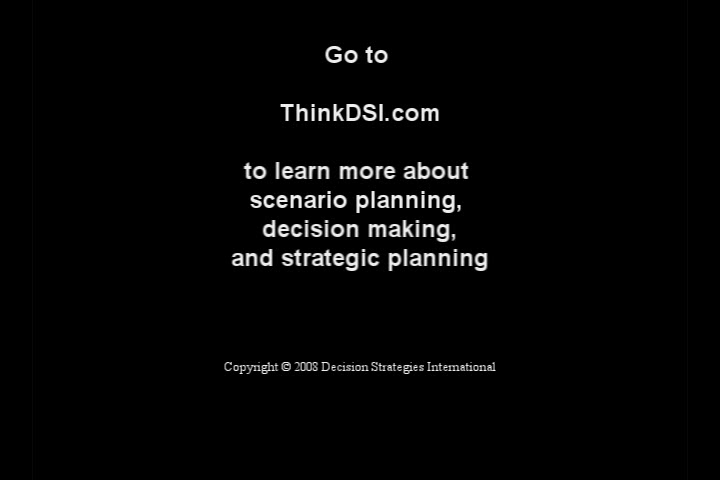 Go to
ThinkDSI.com
to learn more about
scenario planning,
decision making,
and strategic planning
Copyright © 2008 Decision Strategies International